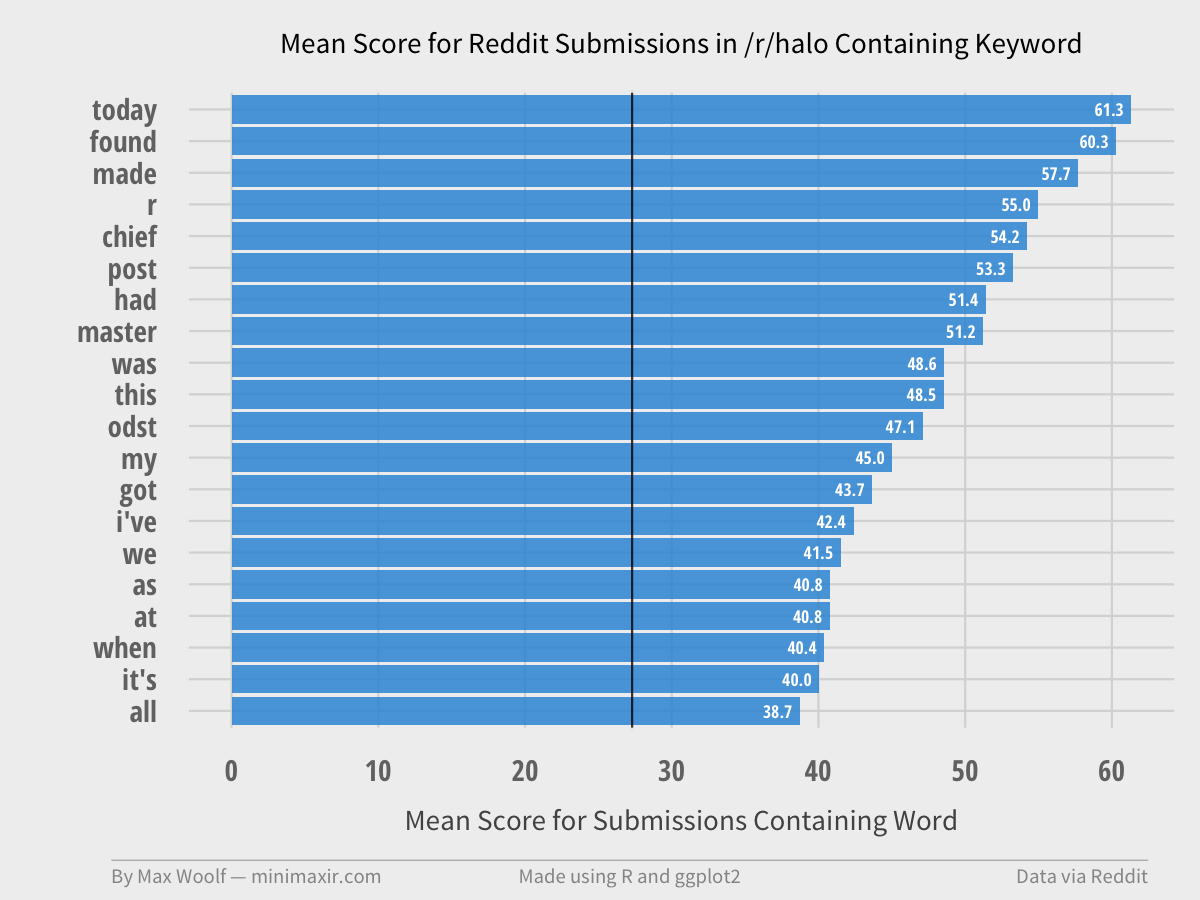 Mean Score for Reddit Submissions in /r/halo Containing Keyword
today 61.3
found 60.3
made 57.7
r 55.0
chief 54.2
post 53.3
had 51.4
master 51.2
was 48.6
this 48.5
odst 47.1
my 45.0
got 43.7
i've 42.4
we 41.5
as 40.8
at 40.8
when 40.4
it's 40.0
all 38.7
0 10 20 30 40 50 60
Mean Score for Submissions Containing Word
By Max Woolf — minimaxir.com Made using R and ggplot2 Data via Reddit